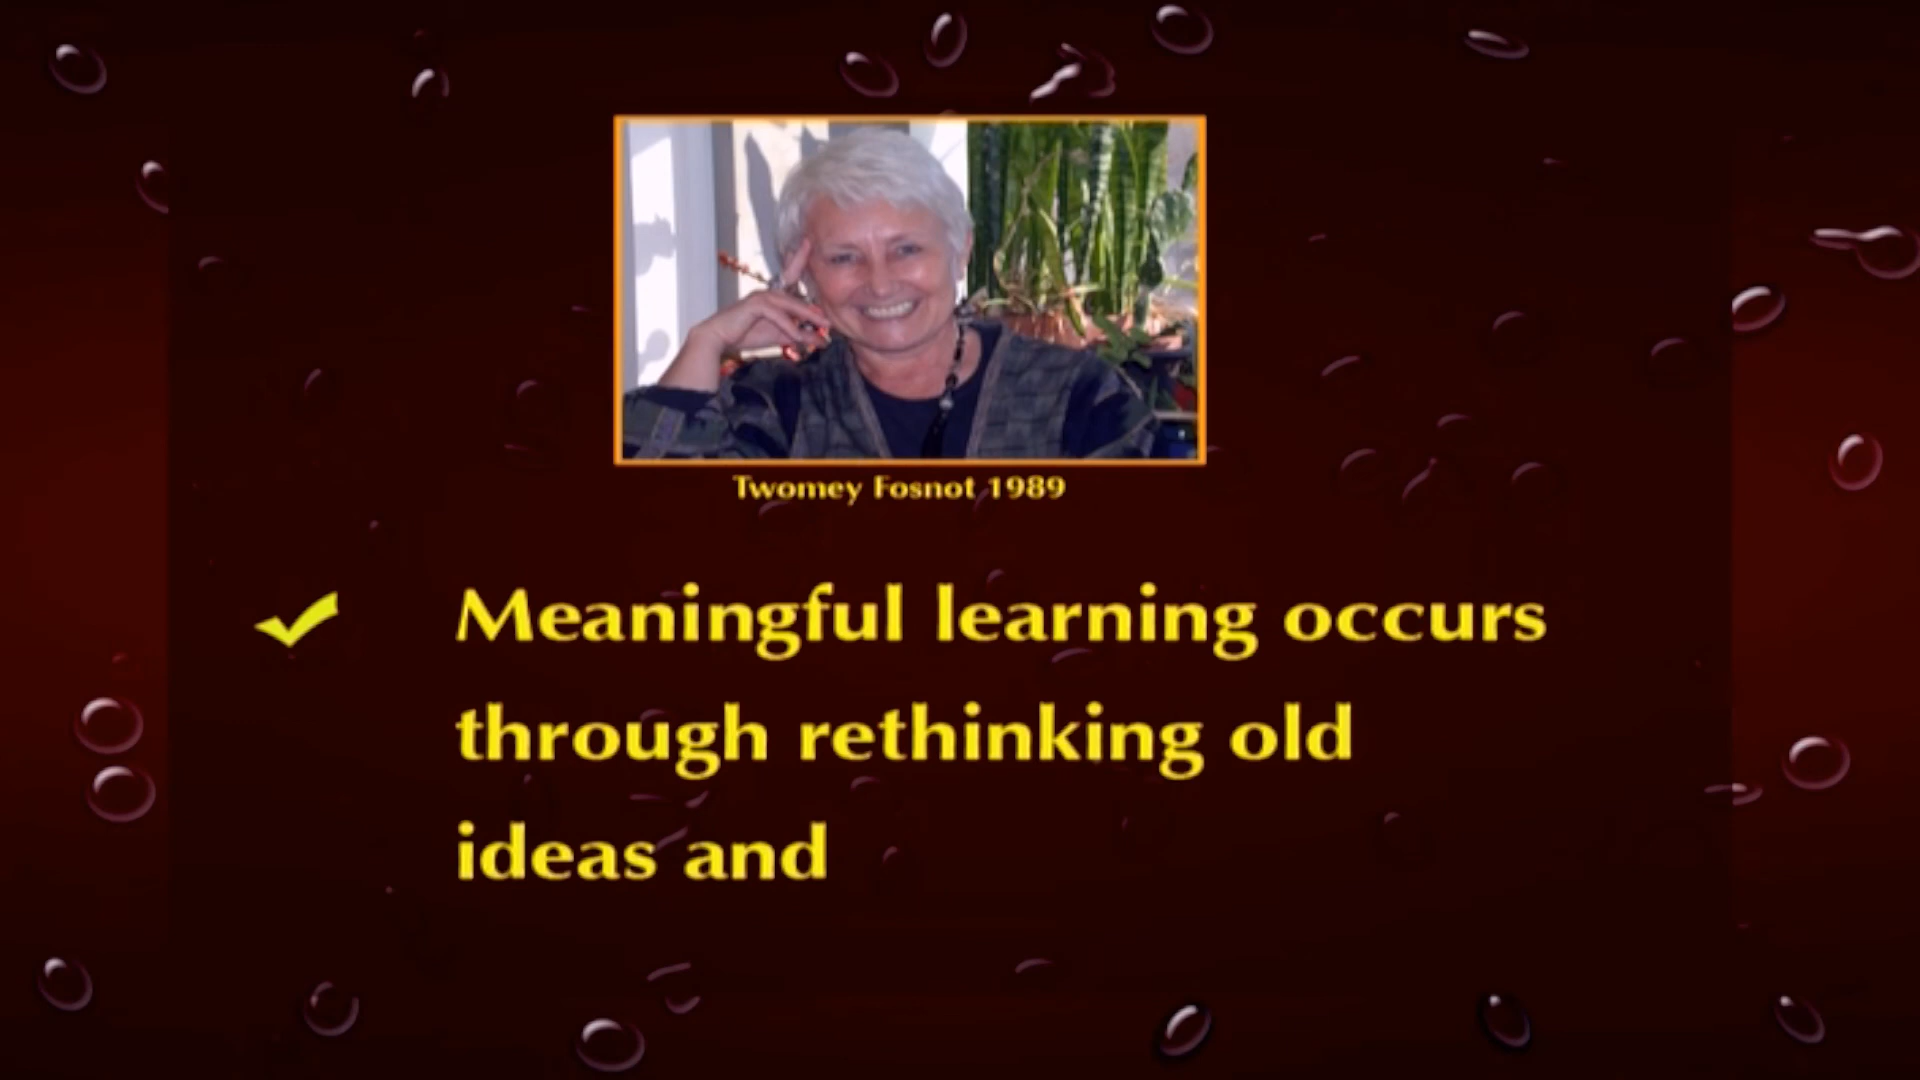 Twomey Fosnot 1989
Meaningful learning occurs
through rethinking old
ideas and